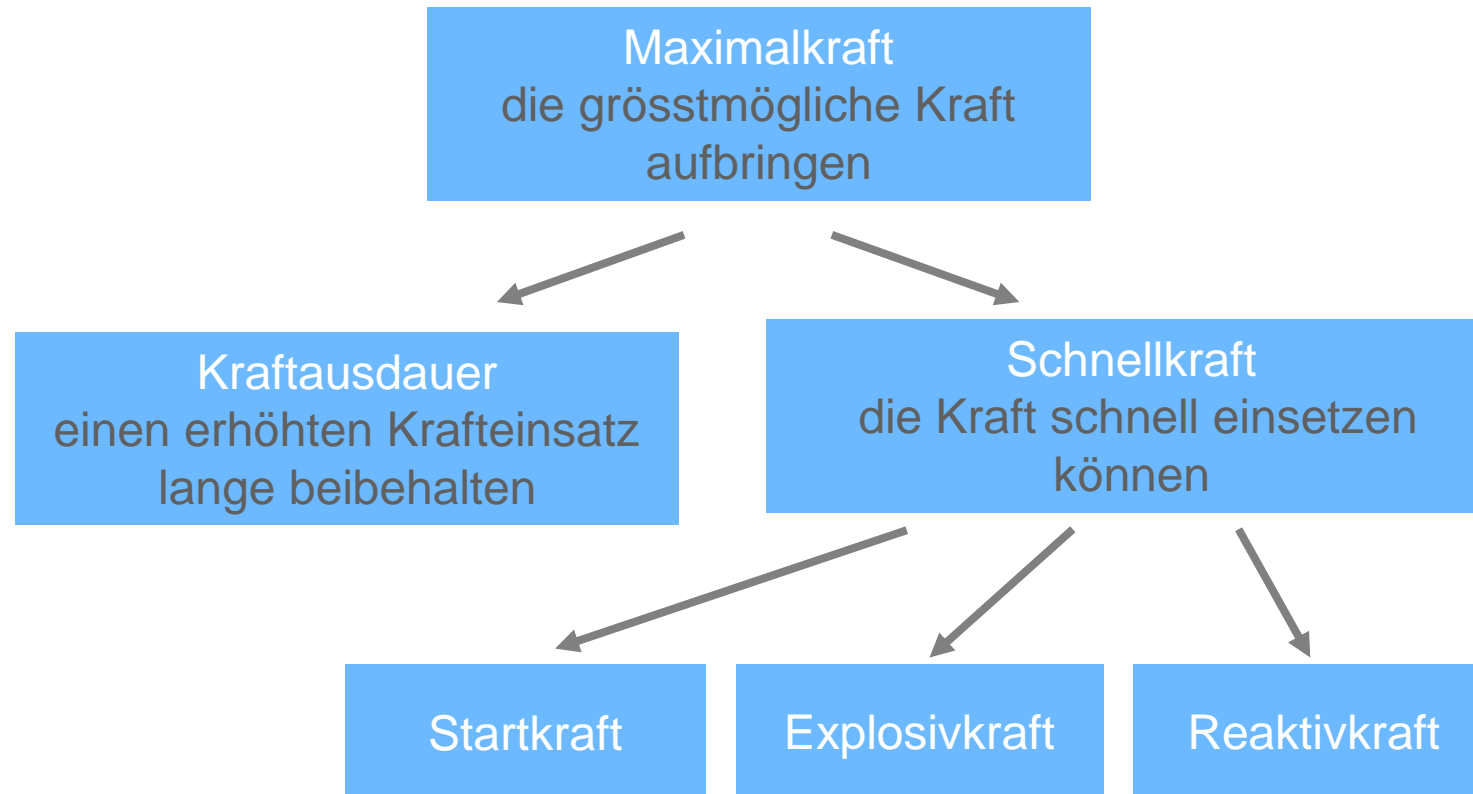 Maximalkraft
die grösstmögliche Kraft
aufbringen
Kraftausdauer
einen erhöhten Krafteinsatz
lange beibehalten
Schnellkraft
die Kraft schnell einsetzen
können
Startkraft
Explosivkraft
Reaktivkraft